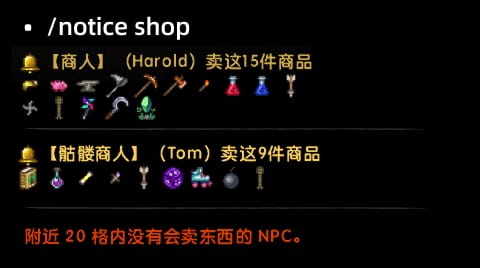 • /notice shop
【商人】（Harold）卖这15件商品
【骷髅商人】（Tom）卖这9件商品
附近 20 格内没有会卖东西的 NPC。